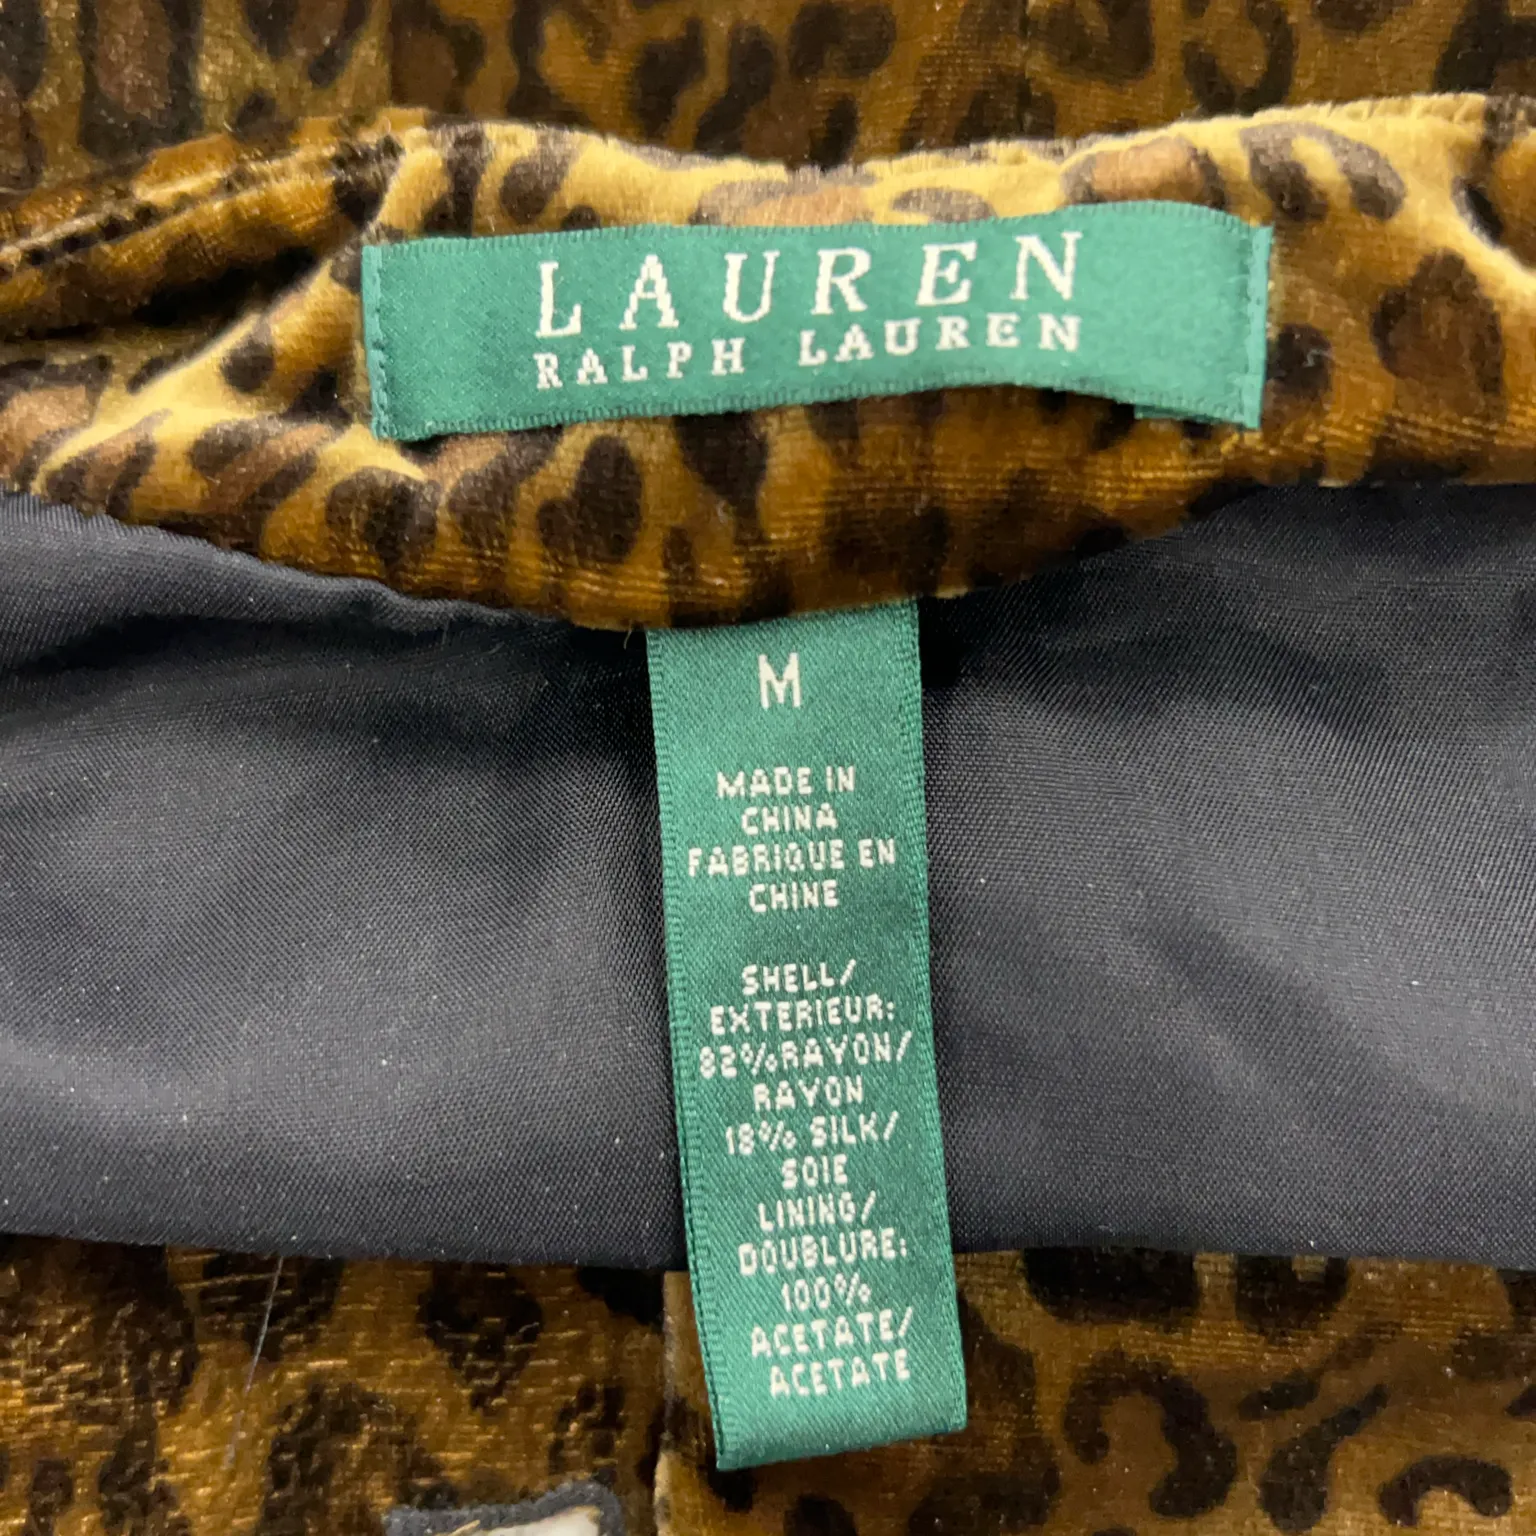 LAUREN
RALPH LAUREN
M
MADE IN
CHINA
FABRIQUE EN
CHINE
SHELL/
EXTERIEUR:
82%RAYON/
RAYON
18% SILK/
SOIE
LINING/
DOUBLURE:
100%
ACETATE/
ACETATE